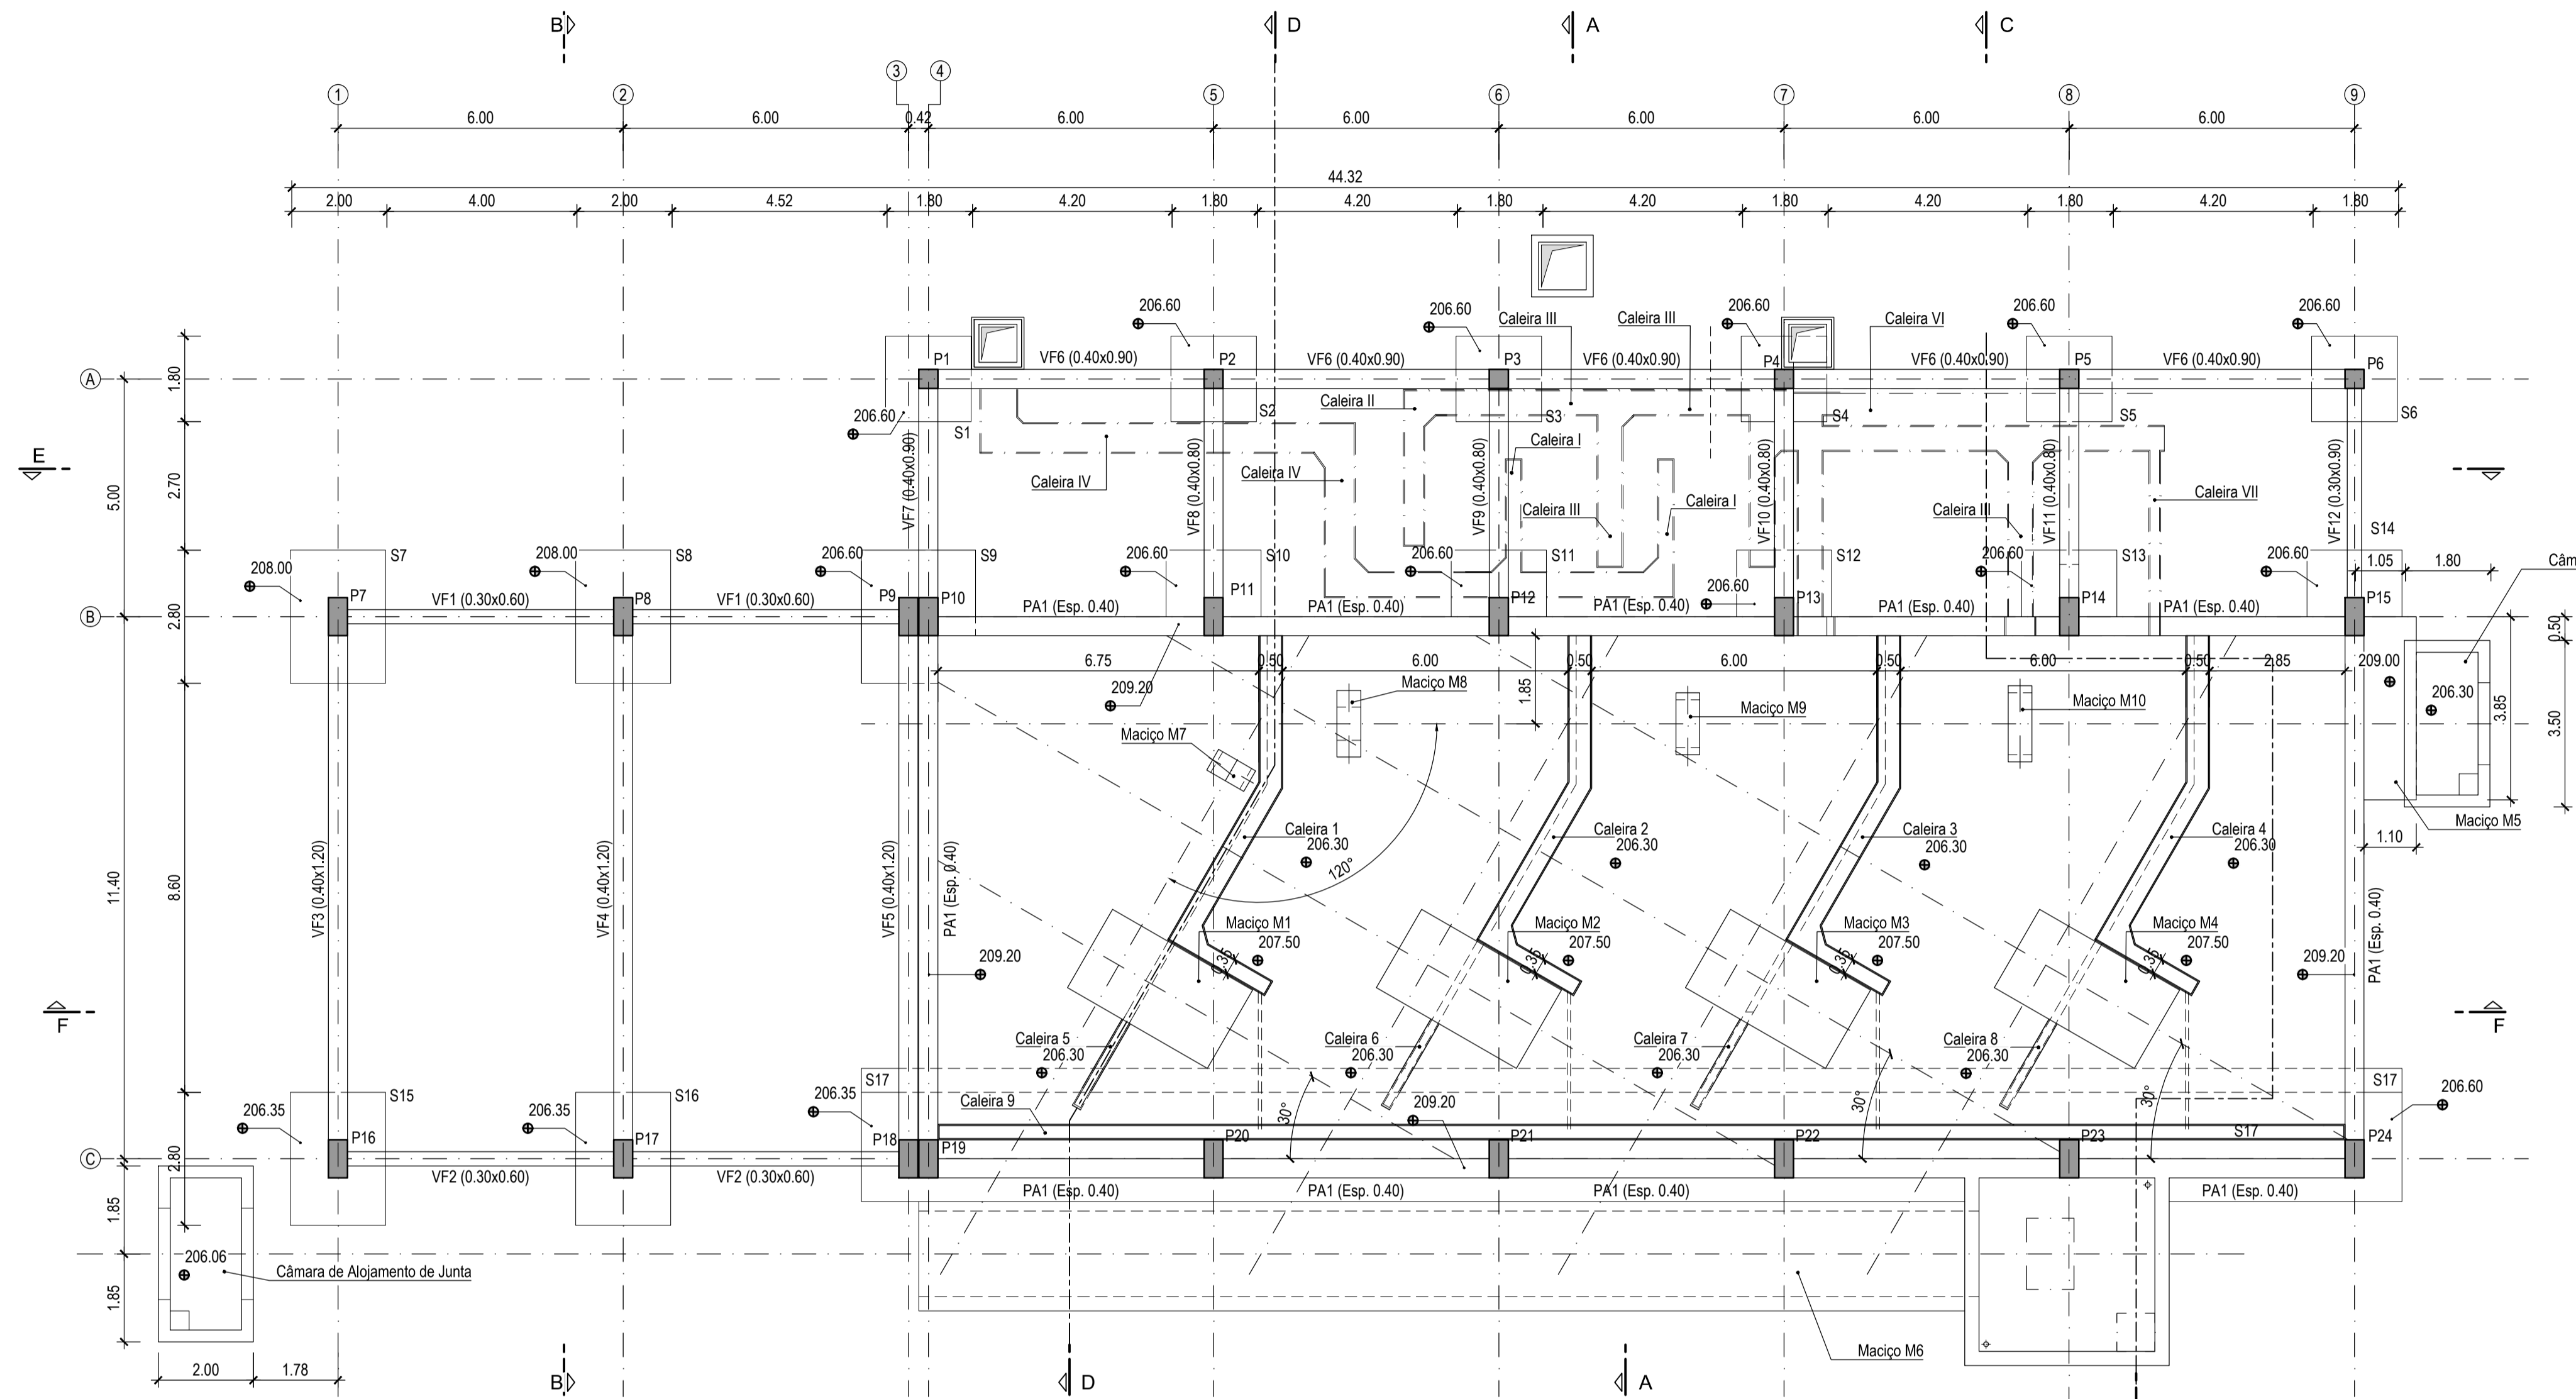 B D A C
3 4
1 2 5 6 7 8 9
6.00 6.00 0.42 6.00 6.00 6.00 6.00 6.00
44.32
2.00 4.00 2.00 4.52 1.80 4.20 1.80 4.20 1.80 4.20 1.80 4.20 1.80 4.20 1.80
206.60 206.60 Caleira III Caleira III 206.60 Caleira VI 206.60 206.60
P1 VF6 (0.40x0.90) P2 VF6 (0.40x0.90) P3 VF6 (0.40x0.90) P4 VF6 (0.40x0.90) P5 VF6 (0.40x0.90) P6
A
1.80
206.60 S1 S2 Caleira II S3 S4 S5 S6
E
5.00
2.70
VF7 (0.40x0.90) VF8 (0.40x0.80) VF9 (0.40x0.80) VF10 (0.40x0.80) VF11 (0.40x0.80) VF12 (0.30x0.90)
Caleira I
Caleira IV Caleira IV
Caleira III Caleira I Caleira III Caleira VII
S14
208.00 S7 208.00 S8 206.60 S9 206.60 S10 206.60 S11 206.60 S12 206.60 S13 206.60
1.05 1.80 Câm
P7 VF1 (0.30x0.60) P8 VF1 (0.30x0.60) P9 P10 P11 P12 P13 P14 P15
B
2.80
PA1 (Esp. 0.40) PA1 (Esp. 0.40) PA1 (Esp. 0.40) PA1 (Esp. 0.40) PA1 (Esp. 0.40)
0.50
6.75 0.50 6.00 0.50 6.00 0.50 6.00 0.50 2.85 209.00
209.20 Maciço M8 1.85 Maciço M9 Maciço M10 206.30
3.85 3.50
Maciço M7
Caleira 1 Caleira 2 Caleira 3 Caleira 4 Maciço M5
206.30 206.30 206.30 206.30
1.10
120°
11.40
8.60
VF3 (0.40x1.20) VF4 (0.40x1.20) VF5 (0.40x1.20) PA1 (Esp. 0.40) PA1 (Esp. 0.40)
Maciço M1 Maciço M2 Maciço M3 Maciço M4
207.50 207.50 207.50 207.50
0.35 0.35 0.35 0.35
209.20 209.20
F F
Caleira 5 Caleira 6 Caleira 7 Caleira 8
206.30 206.30 206.30 206.30
S17 S17
S15 S16 206.35 Caleira 9 209.20 206.60
206.35 206.35
30° 30° 30°
P16 P17 P18 P19 P20 P21 P22 P23 S17 P24
C
2.80
VF2 (0.30x0.60) VF2 (0.30x0.60)
PA1 (Esp. 0.40) PA1 (Esp. 0.40) PA1 (Esp. 0.40) PA1 (Esp. 0.40)
1.85
206.06
Câmara de Alojamento de Junta
1.85
Maciço M6
2.00 1.78
B D A